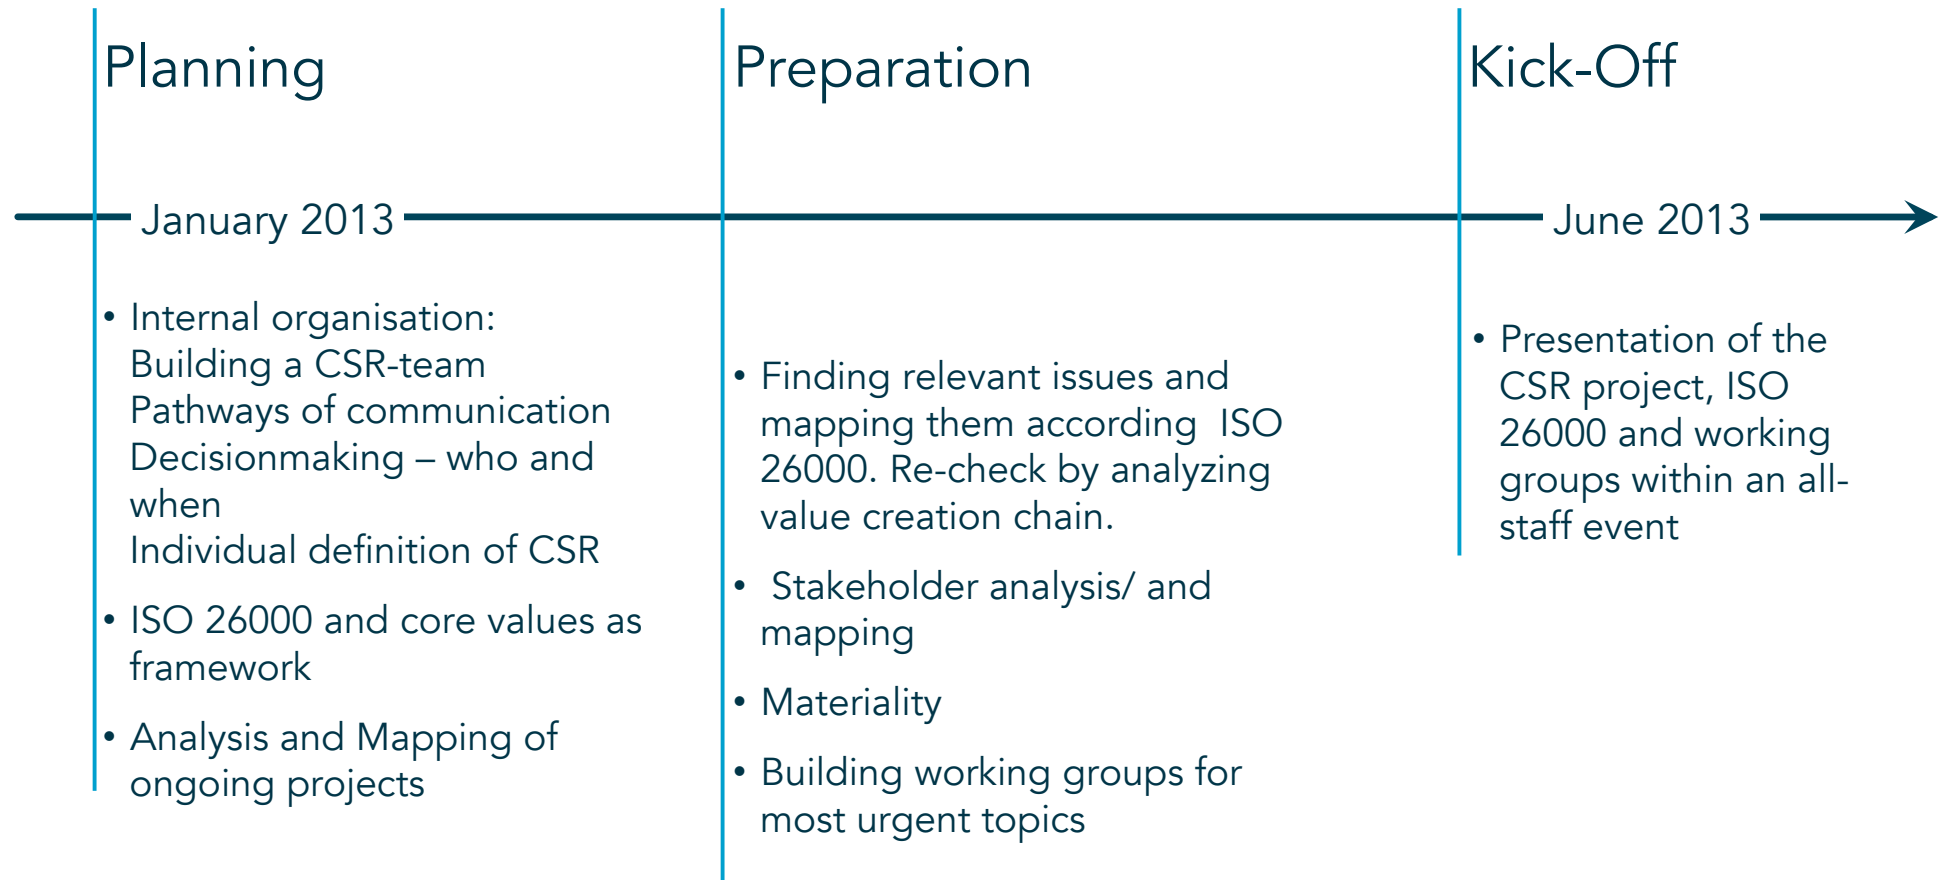 Planning
Preparation
Kick-Off
January 2013
June 2013
• Internal organisation:
Building a CSR-team
Pathways of communication
Decisionmaking – who and
when
Individual definition of CSR
• ISO 26000 and core values as
framework
• Analysis and Mapping of
ongoing projects
• Finding relevant issues and
mapping them according  ISO
26000. Re-check by analyzing
value creation chain.
•  Stakeholder analysis/ and
mapping
• Materiality
• Building working groups for
most urgent topics
• Presentation of the
CSR project, ISO
26000 and working
groups within an all-
staff event